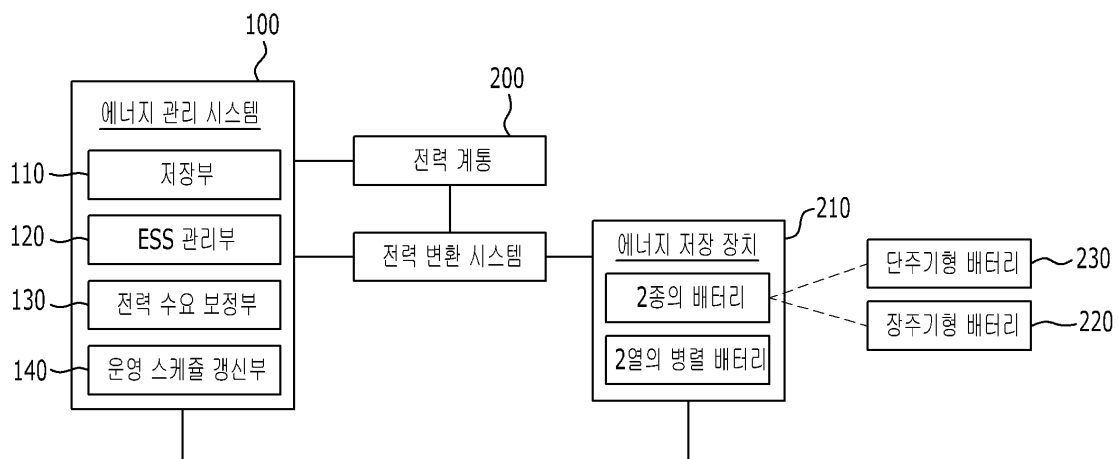 100
에너지 관리 시스템
110
저장부
120
ESS 관리부
130
전력 수요 보정부
140
운영 스케쥴 갱신부
200
전력 계통
전력 변환 시스템
210
에너지 저장 장치
2종의 배터리
2열의 병렬 배터리
단주기형 배터리
230
장주기형 배터리
220